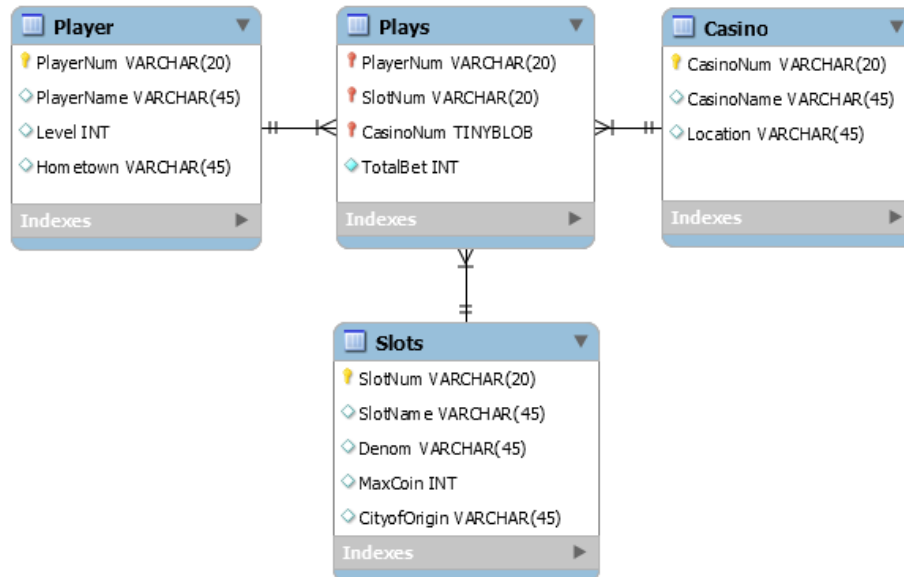 Player
PlayerNum VARCHAR(20)
PlayerName VARCHAR(45)
Level INT
Hometown VARCHAR(45)
Indexes
Plays
PlayerNum VARCHAR(20)
SlotNum VARCHAR(20)
CasinoNum TINYBLOB
TotalBet INT
Indexes
Casino
CasinoNum VARCHAR(20)
CasinoName VARCHAR(45)
Location VARCHAR(45)
Indexes
Slots
SlotNum VARCHAR(20)
SlotName VARCHAR(45)
Denom VARCHAR(45)
MaxCoin INT
CityofOrigin VARCHAR(45)
Indexes